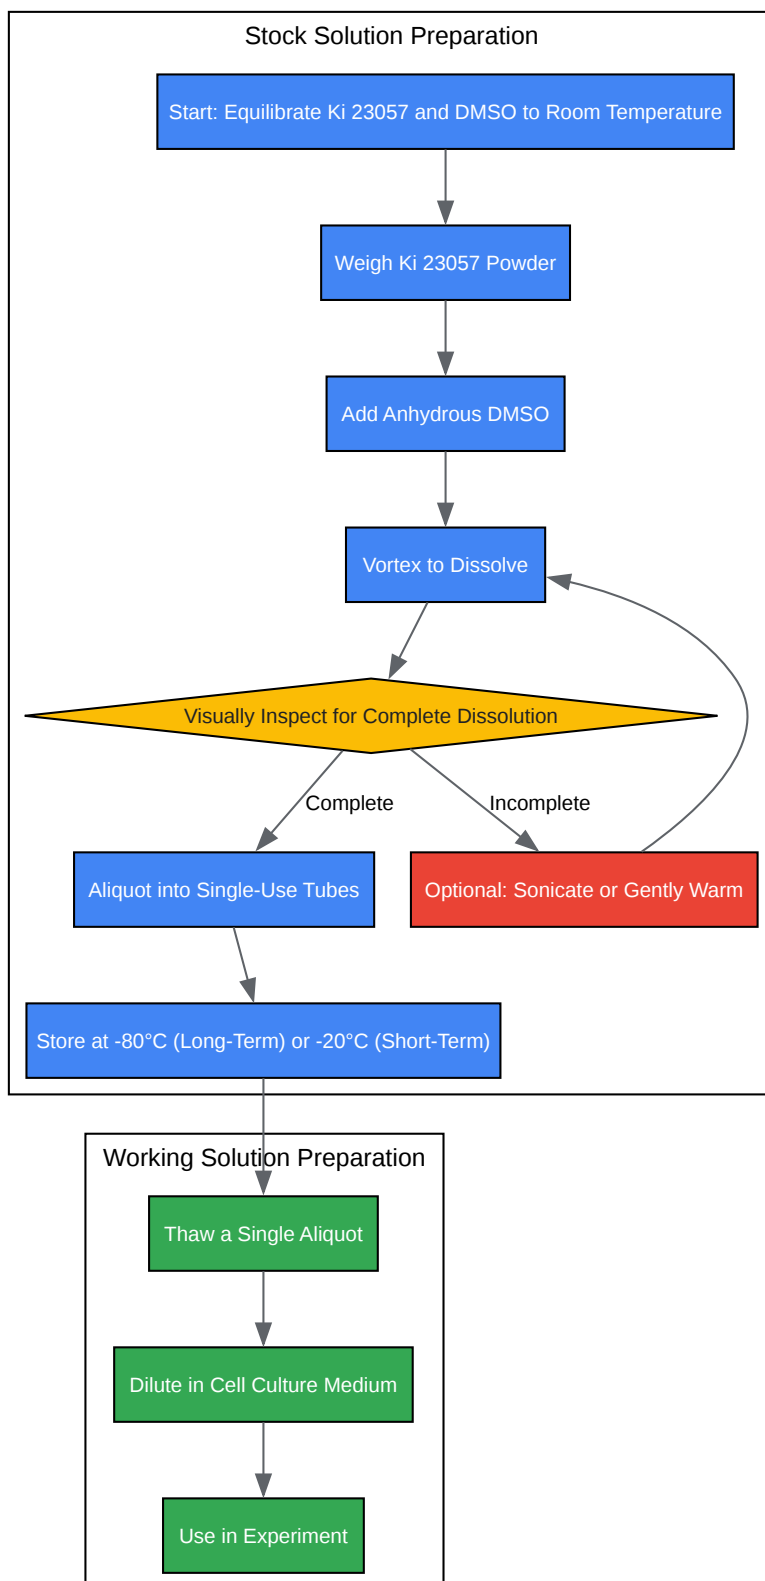 Stock Solution Preparation
Start: Equilibrate Ki 23057 and DMSO to Room Temperature
Weigh Ki 23057 Powder
Add Anhydrous DMSO
Vortex to Dissolve
Visually Inspect for Complete Dissolution
Complete
Incomplete
Aliquot into Single-Use Tubes
Optional: Sonicate or Gently Warm
Store at -80°C (Long-Term) or -20°C (Short-Term)
Working Solution Preparation
Thaw a Single Aliquot
Dilute in Cell Culture Medium
Use in Experiment